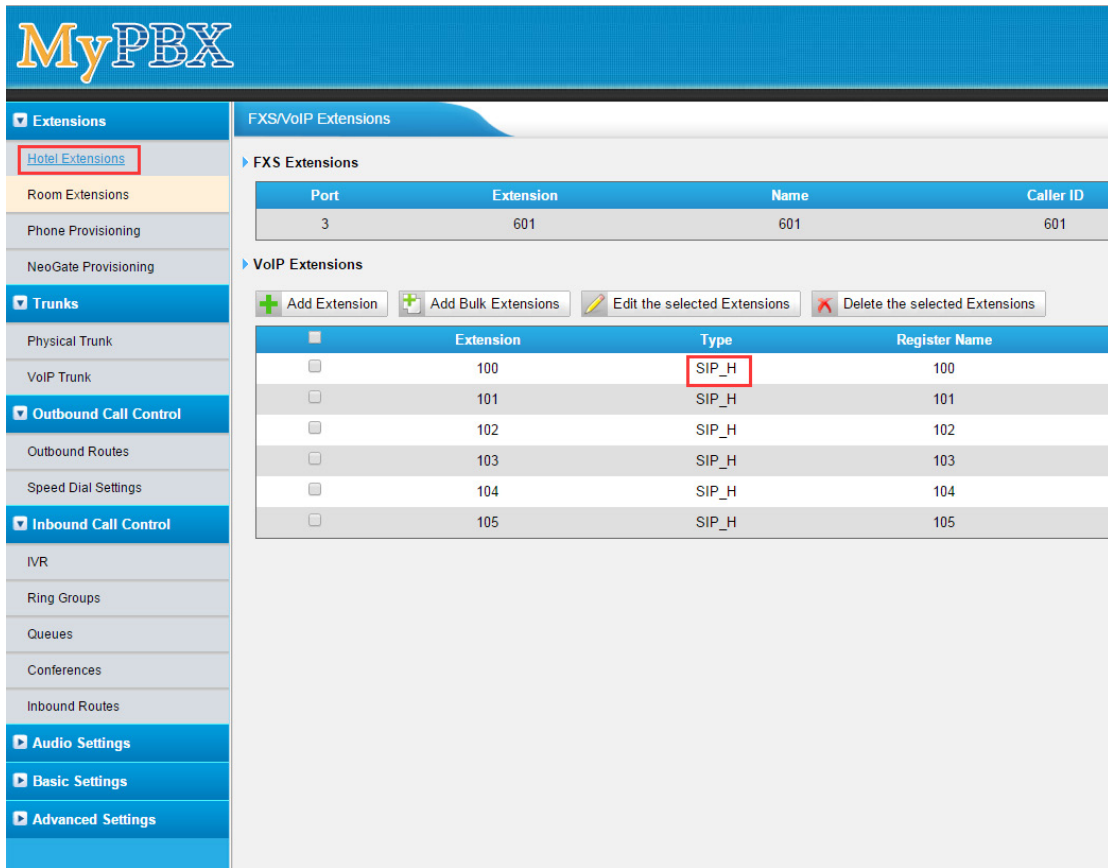 MyPBX
Extensions
Hotel Extensions
Room Extensions
Phone Provisioning
NeoGate Provisioning
Trunks
Physical Trunk
VoIP Trunk
Outbound Call Control
Outbound Routes
Speed Dial Settings
Inbound Call Control
IVR
Ring Groups
Queues
Conferences
Inbound Routes
Audio Settings
Basic Settings
Advanced Settings
FXS/VoIP Extensions
FXS Extensions
Port Extension Name Caller ID
3 601 601 601
VoIP Extensions
Add Extension Add Bulk Extensions Edit the selected Extensions Delete the selected Extensions
Extension Type Register Name
100 SIP_H 100
101 SIP_H 101
102 SIP_H 102
103 SIP_H 103
104 SIP_H 104
105 SIP_H 105